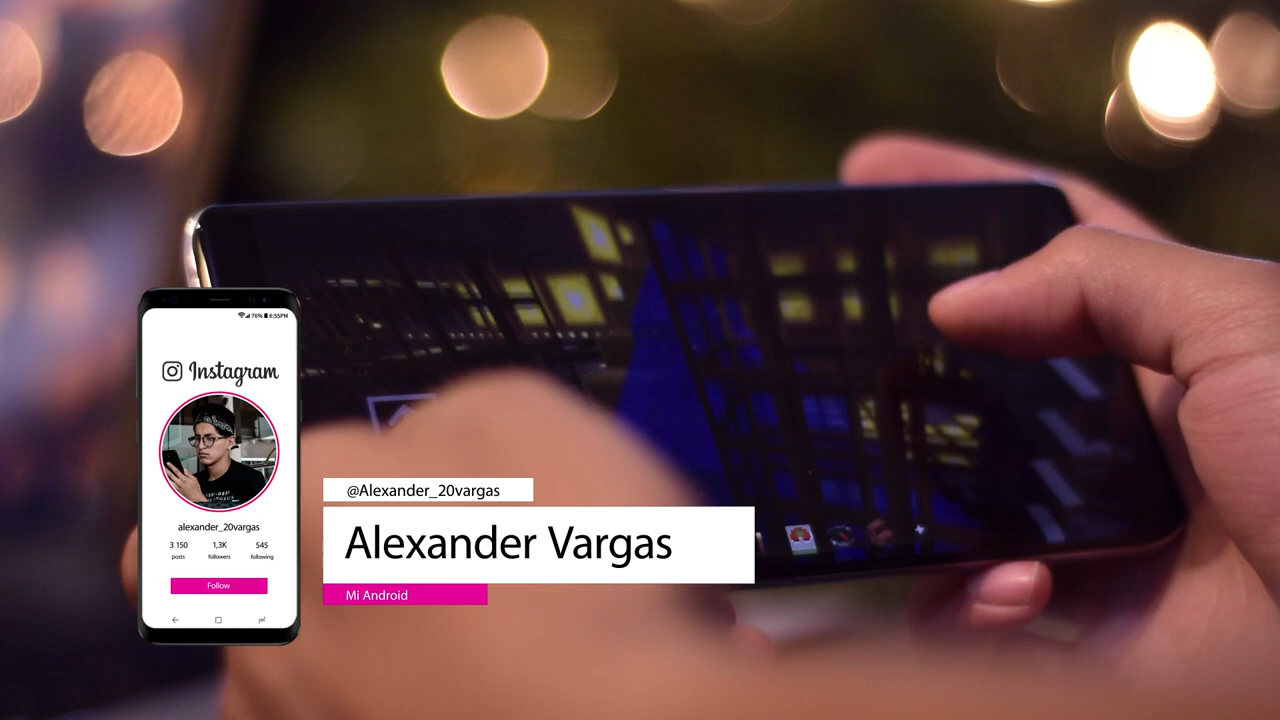 76% 6:55PM
Instagram
alexander_20vargas
3 150 1,3K 545
posts followers following
Follow
@Alexander_20vargas
Alexander Vargas
Mi Android